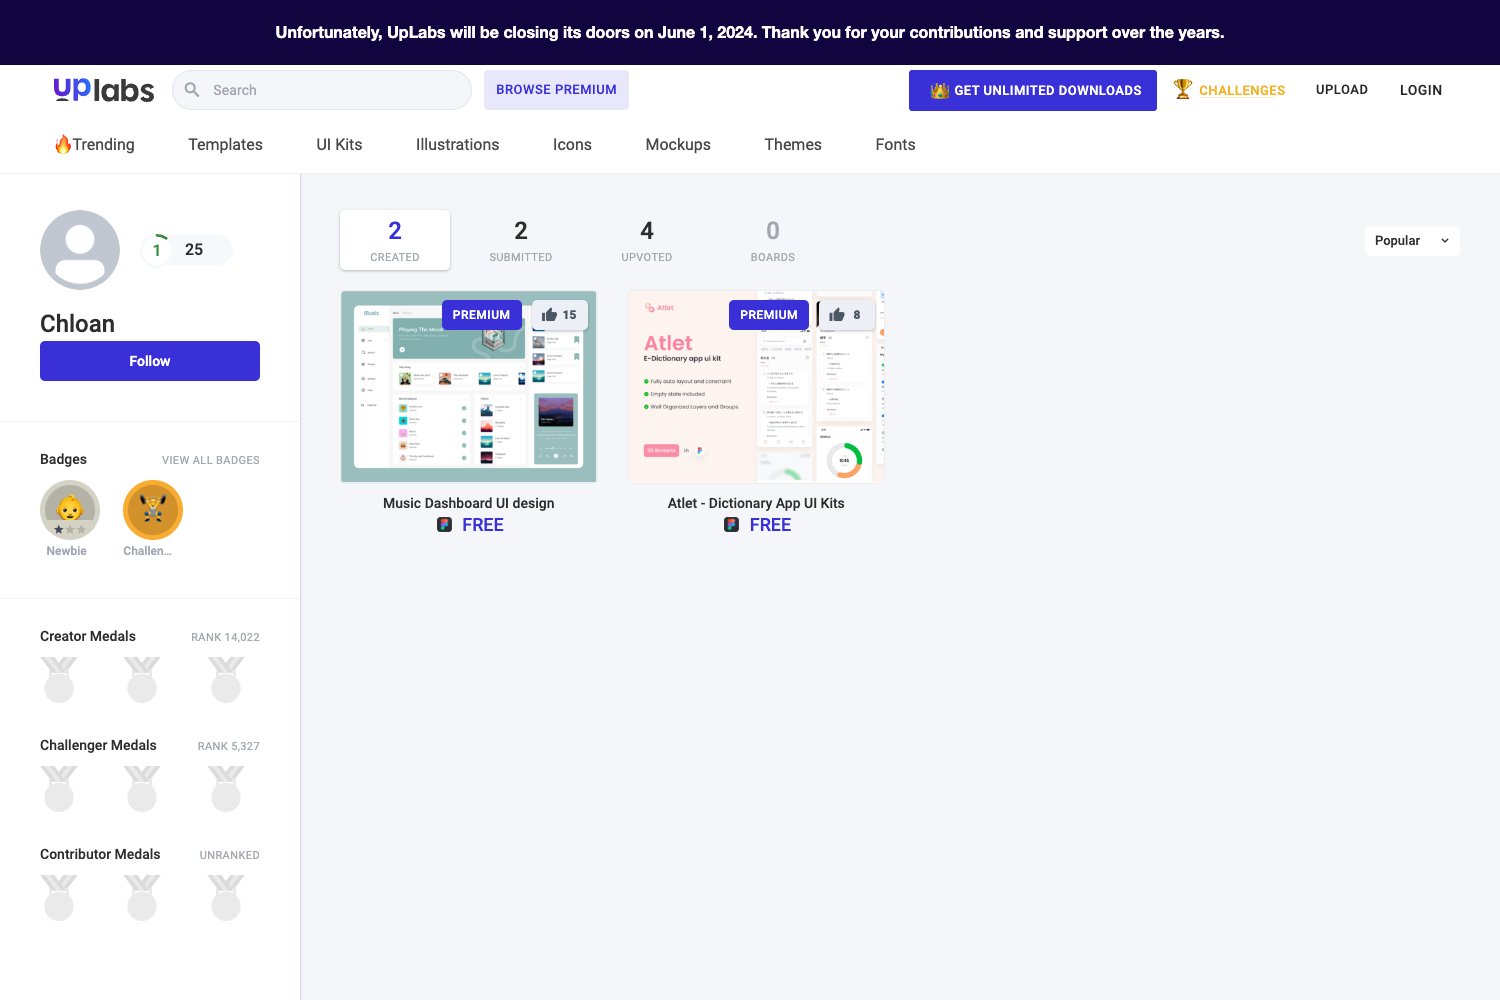 Unfortunately, UpLabs will be closing its doors on June 1, 2024. Thank you for your contributions and support over the years.
uplabs
Search
BROWSE PREMIUM
GET UNLIMITED DOWNLOADS
CHALLENGES
UPLOAD
LOGIN
Trending
Templates
UI Kits
Illustrations
Icons
Mockups
Themes
Fonts
1
25
Chloan
Follow
Badges
VIEW ALL BADGES
Newbie
Challen...
Creator Medals
RANK 14,022
Challenger Medals
RANK 5,327
Contributor Medals
UNRANKED
2
CREATED
2
SUBMITTED
4
UPVOTED
0
BOARDS
Popular
PREMIUM
15
Music Dashboard UI design
FREE
PREMIUM
8
Atlet
Atlet
E-Dictionary app ui kit
Fully auto layout and constraint
Empty state included
Well Organized Layers and Groups
in
Atlet - Dictionary App UI Kits
FREE